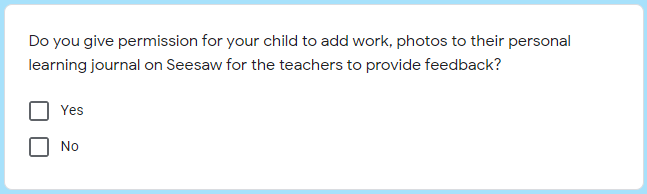 Do you give permission for your child to add work, photos to their personal
learning journal on Seesaw for the teachers to provide feedback?
Yes
No